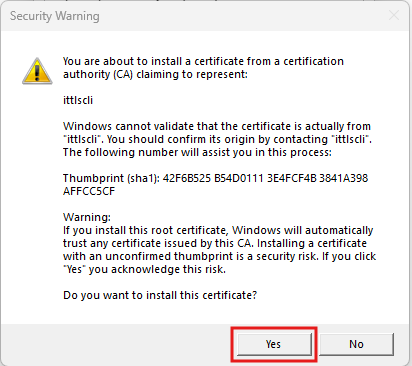 Security Warning
You are about to install a certificate from a certification
authority (CA) claiming to represent:
ittlscli
Windows cannot validate that the certificate is actually from
"ittlscli". You should confirm its origin by contacting "ittlscli".
The following number will assist you in this process:
Thumbprint (sha1): 42F6B525 B54D0111 3E4FCF4B 3841A398
AFFCC5CF
Warning:
If you install this root certificate, Windows will automatically
trust any certificate issued by this CA. Installing a certificate
with an unconfirmed thumbprint is a security risk. If you click
"Yes" you acknowledge this risk.
Do you want to install this certificate?
Yes
No